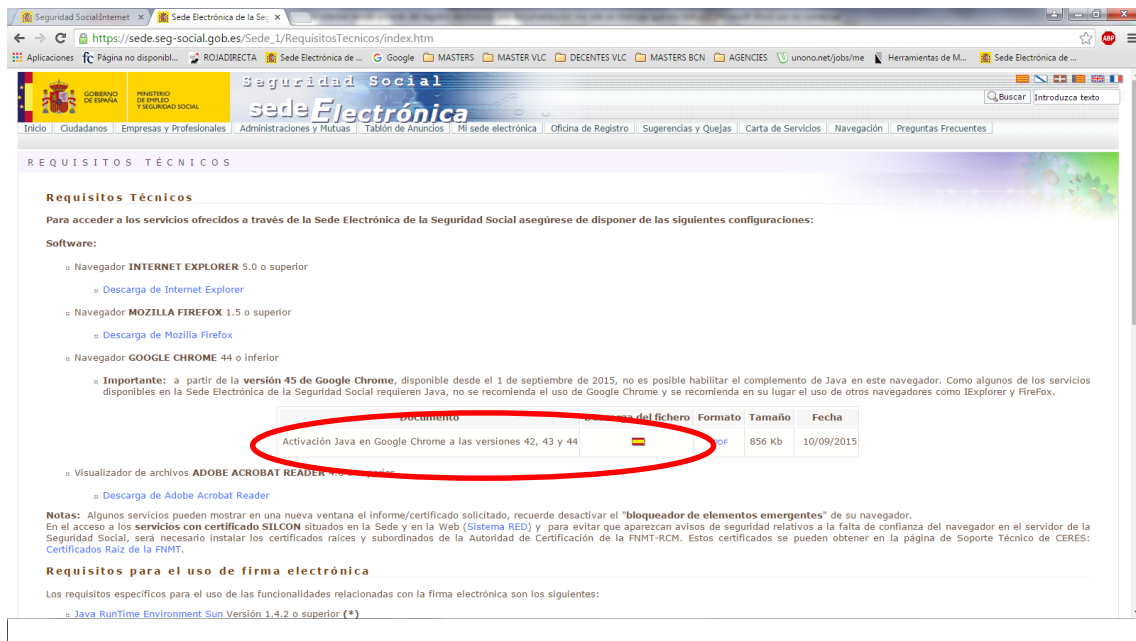 Seguridad Social:Internet
Sede Electrónica de la Seg
https://sede.seg-social.gob.es/Sede_1/RequisitosTecnicos/index.htm
ABP
Aplicaciones Página no disponibl... ROJADIRECTA Sede Electrónica de ... Google MASTERS MASTER VLC DECENTES VLC MASTERS BCN AGENCIES unono.net/jobs/me Herramientas de M... Sede Electrónica de ...
GOBIERNO DE ESPAÑA
MINISTERIO DE EMPLEO Y SEGURIDAD SOCIAL
Seguridad Social
sede Electrónica
Buscar Introduzca texto
Inicio Ciudadanos Empresas y Profesionales Administraciones y Mutuas Tablón de Anuncios Mi sede electrónica Oficina de Registro Sugerencias y Quejas Carta de Servicios Navegación Preguntas Frecuentes
REQUISITOS TÉCNICOS
Requisitos Técnicos
Para acceder a los servicios ofrecidos a través de la Sede Electrónica de la Seguridad Social asegúrese de disponer de las siguientes configuraciones:
Software:
Navegador INTERNET EXPLORER 5.0 o superior
Descarga de Internet Explorer
Navegador MOZILLA FIREFOX 1.5 o superior
Descarga de Mozilla Firefox
Navegador GOOGLE CHROME 44 o inferior
Importante: a partir de la versión 45 de Google Chrome, disponible desde el 1 de septiembre de 2015, no es posible habilitar el complemento de Java en este navegador. Como algunos de los servicios
disponibles en la Sede Electrónica de la Seguridad Social requieren Java, no se recomienda el uso de Google Chrome y se recomienda en su lugar el uso de otros navegadores como IExplorer y FireFox.
Documento Descarga del fichero Formato Tamaño Fecha
Activación Java en Google Chrome a las versiones 42, 43 y 44 PDF 856 Kb 10/09/2015
Visualizador de archivos ADOBE ACROBAT READER superior
Descarga de Adobe Acrobat Reader
Notas: Algunos servicios pueden mostrar en una nueva ventana el informe/certificado solicitado, recuerde desactivar el "bloqueador de elementos emergentes" de su navegador.
En el acceso a los servicios con certificado SILCON situados en la Sede y en la Web (Sistema RED) y para evitar que aparezcan avisos de seguridad relativos a la falta de confianza del navegador en el servidor de la
Seguridad Social, será necesario instalar los certificados raíces y subordinados de la Autoridad de Certificación de la FNMT-RCM. Estos certificados se pueden obtener en la página de Soporte Técnico de CERES:
Certificados Raíz de la FNMT.
Requisitos para el uso de firma electrónica
Los requisitos específicos para el uso de las funcionalidades relacionadas con la firma electrónica son los siguientes:
Java RunTime Environment Sun Versión 1.4.2 o superior (*)